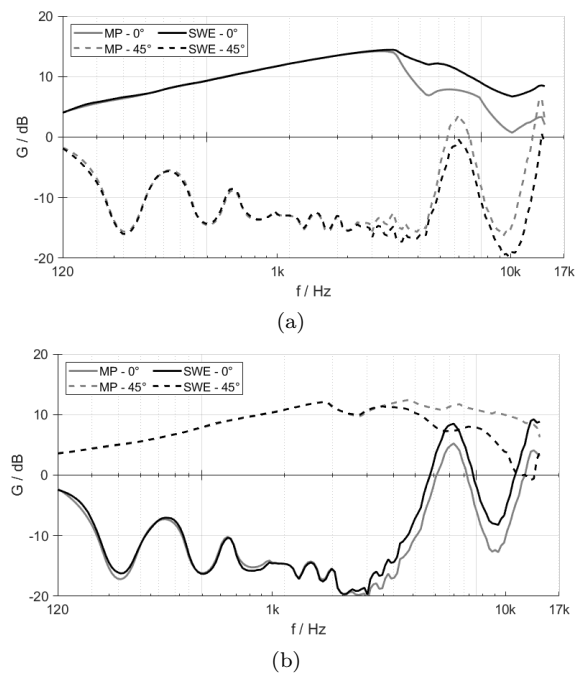 20
MP - 0° SWE - 0°
MP - 45° SWE - 45°
10
0
-10
-20
G / dB
120 1k 10k 17k
f / Hz
(a)
20
MP - 0° SWE - 0°
MP - 45° SWE - 45°
10
0
-10
-20
G / dB
120 1k 10k 17k
f / Hz
(b)